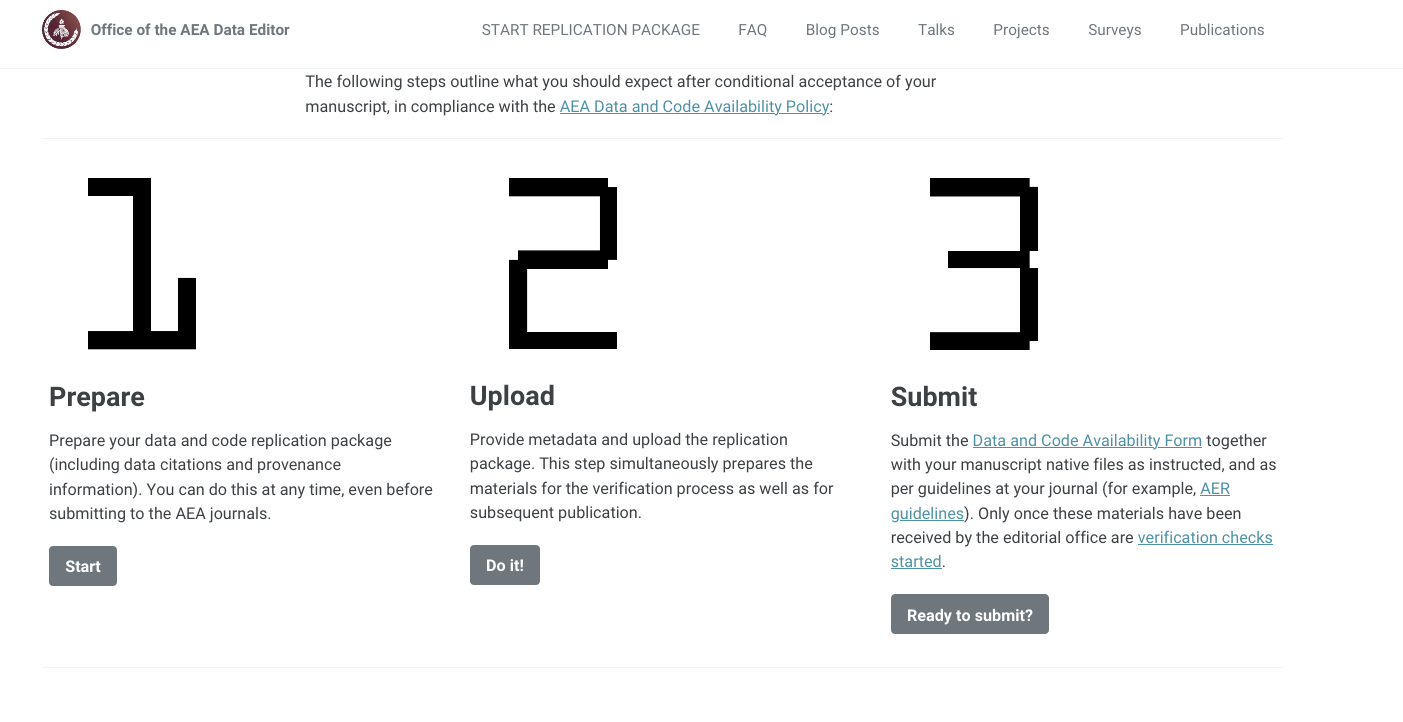 Office of the AEA Data Editor
START REPLICATION PACKAGE FAQ Blog Posts Talks Projects Surveys Publications
The following steps outline what you should expect after conditional acceptance of your
manuscript, in compliance with the AEA Data and Code Availability Policy:
1
Prepare
Prepare your data and code replication package
(including data citations and provenance
information). You can do this at any time, even before
submitting to the AEA journals.
Start
2
Upload
Provide metadata and upload the replication
package. This step simultaneously prepares the
materials for the verification process as well as for
subsequent publication.
Do it!
3
Submit
Submit the Data and Code Availability Form together
with your manuscript native files as instructed, and as
per guidelines at your journal (for example, AER
guidelines). Only once these materials have been
received by the editorial office are verification checks
started.
Ready to submit?